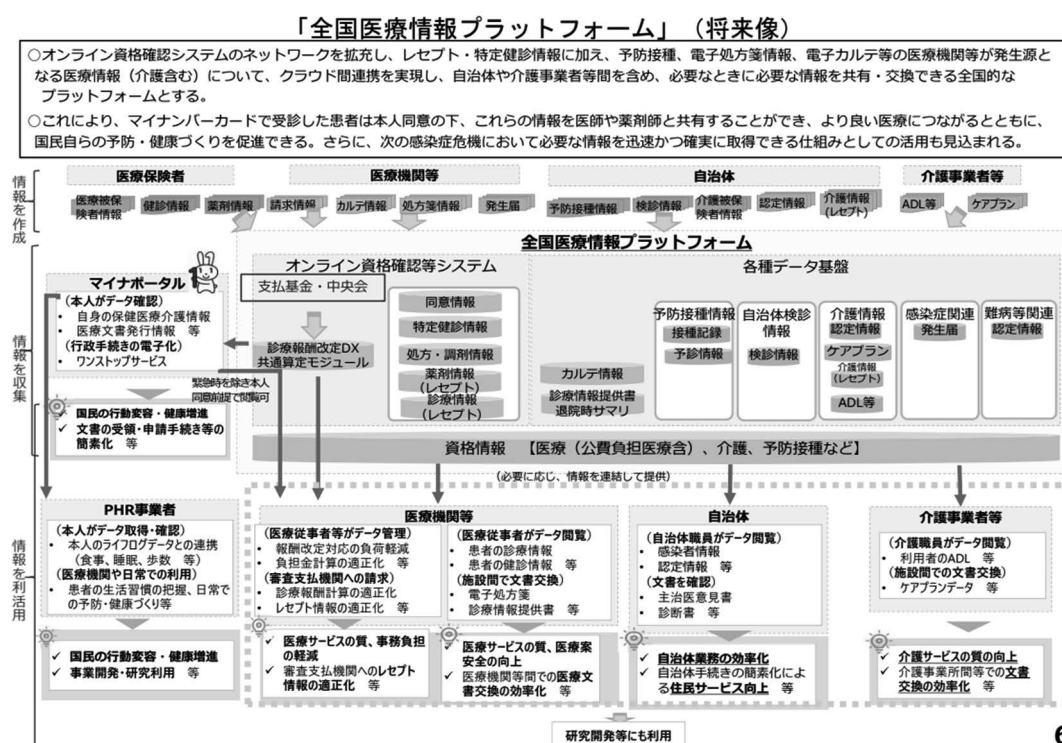 「全国医療情報プラットフォーム」（将来像）
○オンライン資格確認システムのネットワークを拡充し、レセプト・特定健診情報に加え、予防接種、電子処方箋情報、電子カルテ等の医療機関等が発生源と
なる医療情報（介護含む）について、クラウド間連携を実現し、自治体や介護事業者等間を含め、必要なときに必要な情報を共有・交換できる全国的な
プラットフォームとする。
○これにより、マイナンバーカードで受診した患者は本人同意の下、これらの情報を医師や薬剤師と共有することができ、より良い医療につながるとともに、
国民自らの予防・健康づくりを促進できる。さらに、次の感染症危機において必要な情報を迅速かつ確実に取得できる仕組みとしての活用も見込まれる。
情報を作成
医療保険者
医療被保
険者情報
健診情報
薬剤情報
医療機関等
請求情報
カルテ情報
処方箋情報
発生届
自治体
予防接種情報
検診情報
介護被保
険者情報
認定情報
介護情報
(レセプト)
介護事業者等
ADL等
ケアプラン
情報を収集
全国医療情報プラットフォーム
マイナポータル
(本人がデータ確認)
・ 自身の保健医療介護情報
・ 医療文書発行情報 等
(行政手続きの電子化)
・ ワンストップサービス
✓ 国民の行動変容・健康増進
✓ 文書の受領・申請手続き等の
簡素化 等
オンライン資格確認等システム
支払基金・中央会
診療報酬改定DX
共通算定モジュール
緊急時を除き本人
同意前提で閲覧可
同意情報
特定健診情報
処方・調剤情報
薬剤情報
(レセプト)
診療情報
(レセプト)
各種データ基盤
カルテ情報
診療情報提供書
退院時サマリ
予防接種情報
接種記録
予診情報
自治体検診
情報
検診情報
介護情報
認定情報
ケアプラン
介護情報
(レセプト)
ADL等
感染症関連
発生届
難病等関連
認定情報
資格情報 【医療（公費負担医療含）、介護、予防接種など】
(必要に応じ、情報を連結して提供)
情報を利活用
PHR事業者
(本人がデータ取得・確認)
・ 本人のライフログデータとの連携
(食事、睡眠、歩数 等)
(医療機関や日常での利用)
・ 患者の生活習慣の把握、日常で
の予防・健康づくり等
✓ 国民の行動変容・健康増進
✓ 事業開発・研究利用 等
医療機関等
(医療従事者等がデータ管理)
・ 報酬改定対応の負荷軽減
・ 負担金計算の適正化 等
(審査支払機関への請求)
・ 診療報酬計算の適正化
・ レセプト情報の適正化 等
✓ 医療サービスの質、事務負担
の軽減
✓ 審査支払機関へのレセプト
情報の適正化 等
(医療従事者がデータ閲覧)
・ 患者の診療情報
・ 患者の健診情報 等
(施設間で文書交換)
・ 電子処方箋
・ 診療情報提供書 等
✓ 医療サービスの質、医療案
安全の向上
✓ 医療機関等間での医療文
書交換の効率化 等
自治体
(自治体職員がデータ閲覧)
・ 感染者情報
・ 認定情報 等
(文書を確認)
・ 主治医意見書
・ 診断書 等
✓ 自治体業務の効率化
✓ 自治体手続きの簡素化によ
る住民サービス向上 等
介護事業者等
(介護職員がデータ閲覧)
・ 利用者のADL 等
(施設間での文書交換)
・ ケアプランデータ 等
✓ 介護サービスの質の向上
✓ 介護事業所間等での文書
交換の効率化 等
研究開発等にも利用